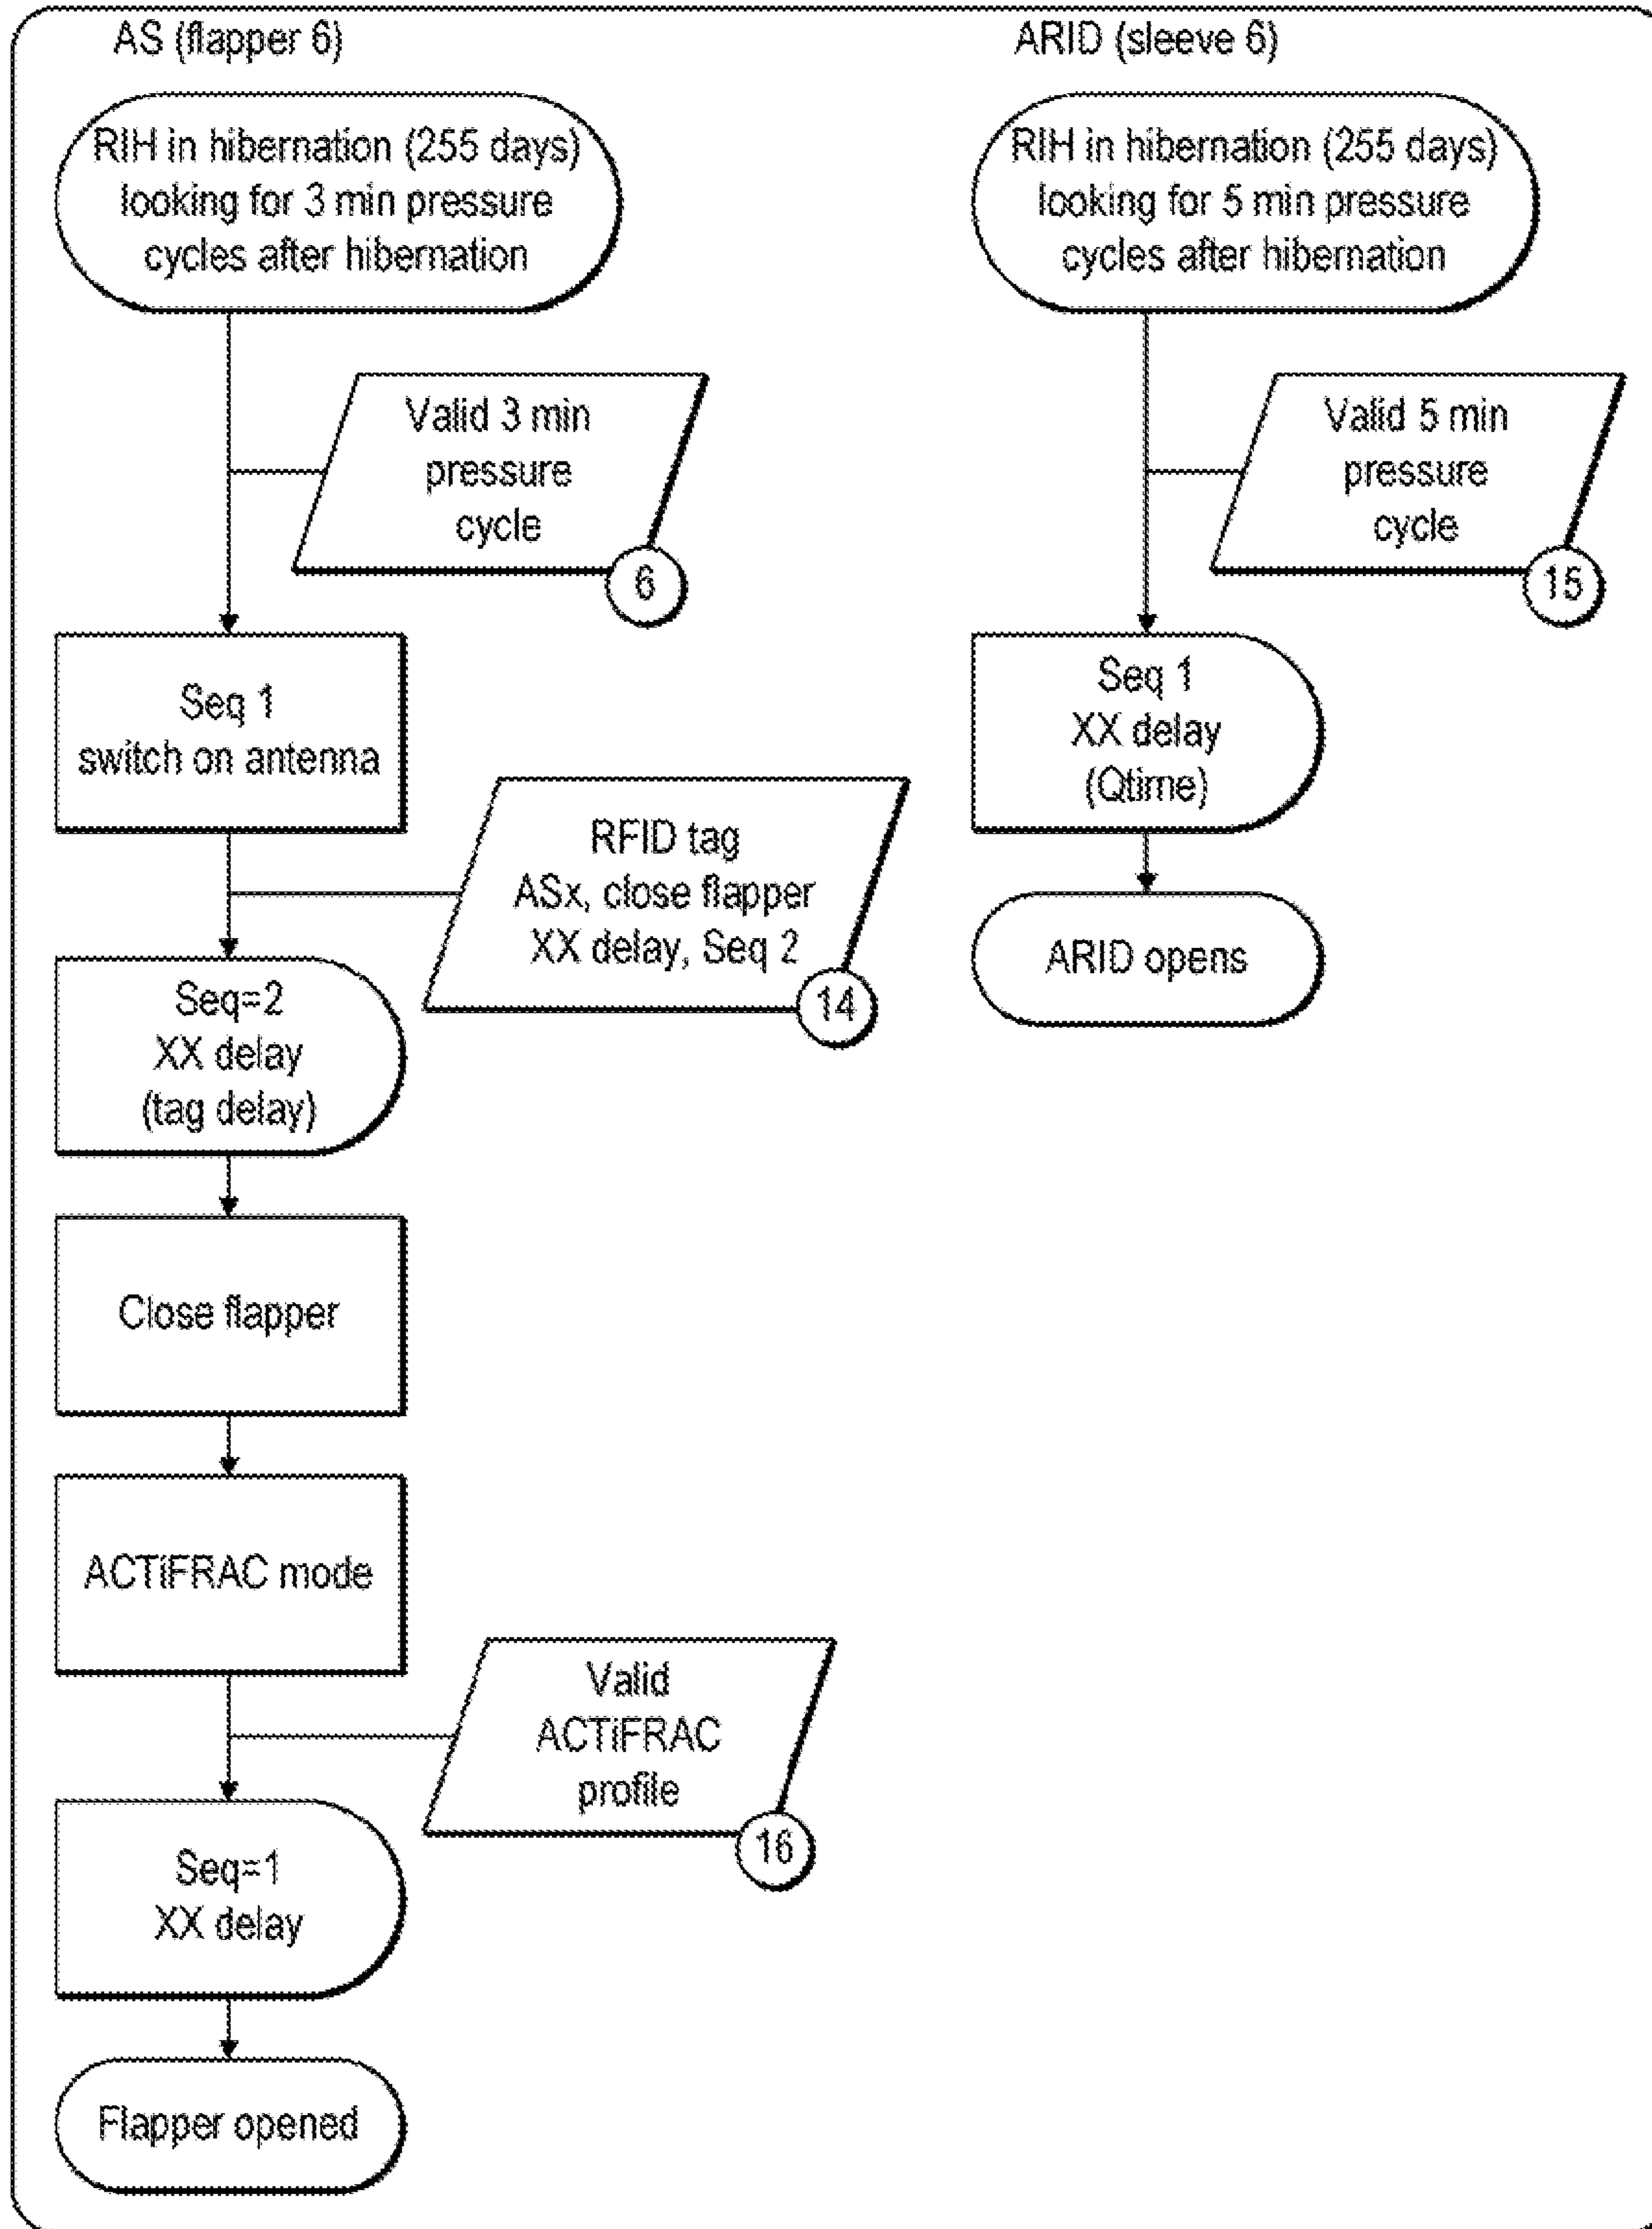 AS (flapper 6)
RIH in hibernation (255 days)
looking for 3 min pressure
cycles after hibernation
Valid 3 min
pressure
cycle
6
Seq 1
switch on antenna
RFID tag
ASx, close flapper
XX delay, Seq 2
14
Seq=2
XX delay
(tag delay)
Close flapper
ACTiFRAC mode
Valid
ACTiFRAC
profile
16
Seq=1
XX delay
Flapper opened
ARID (sleeve 6)
RIH in hibernation (255 days)
looking for 5 min pressure
cycles after hibernation
Valid 5 min
pressure
cycle
15
Seq 1
XX delay
(Qtime)
ARID opens